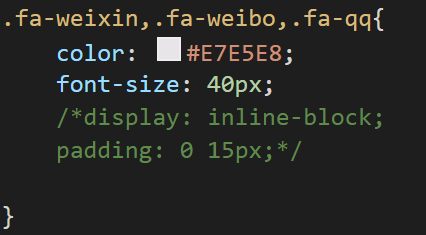 .fa-weixin,.fa-weibo,.fa-qq{
color: #E7E5E8;
font-size: 40px;
/*display: inline-block;
padding: 0 15px;*/
}